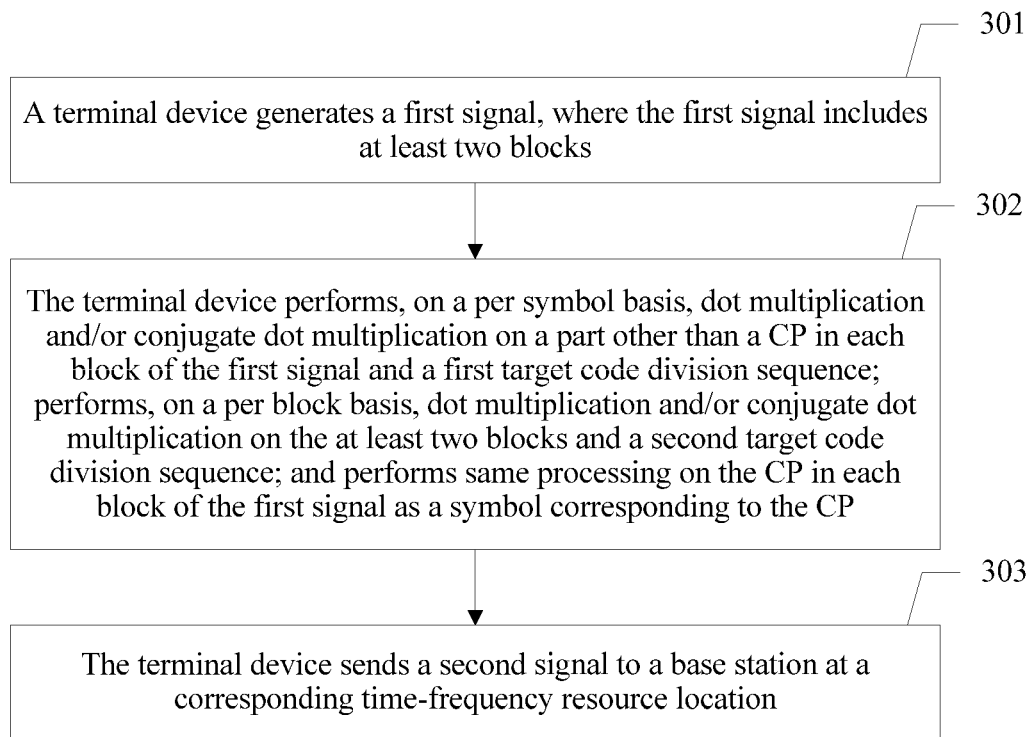 301
A terminal device generates a first signal, where the first signal includes
at least two blocks
302
The terminal device performs, on a per symbol basis, dot multiplication
and/or conjugate dot multiplication on a part other than a CP in each
block of the first signal and a first target code division sequence;
performs, on a per block basis, dot multiplication and/or conjugate dot
multiplication on the at least two blocks and a second target code
division sequence; and performs same processing on the CP in each
block of the first signal as a symbol corresponding to the CP
303
The terminal device sends a second signal to a base station at a
corresponding time-frequency resource location